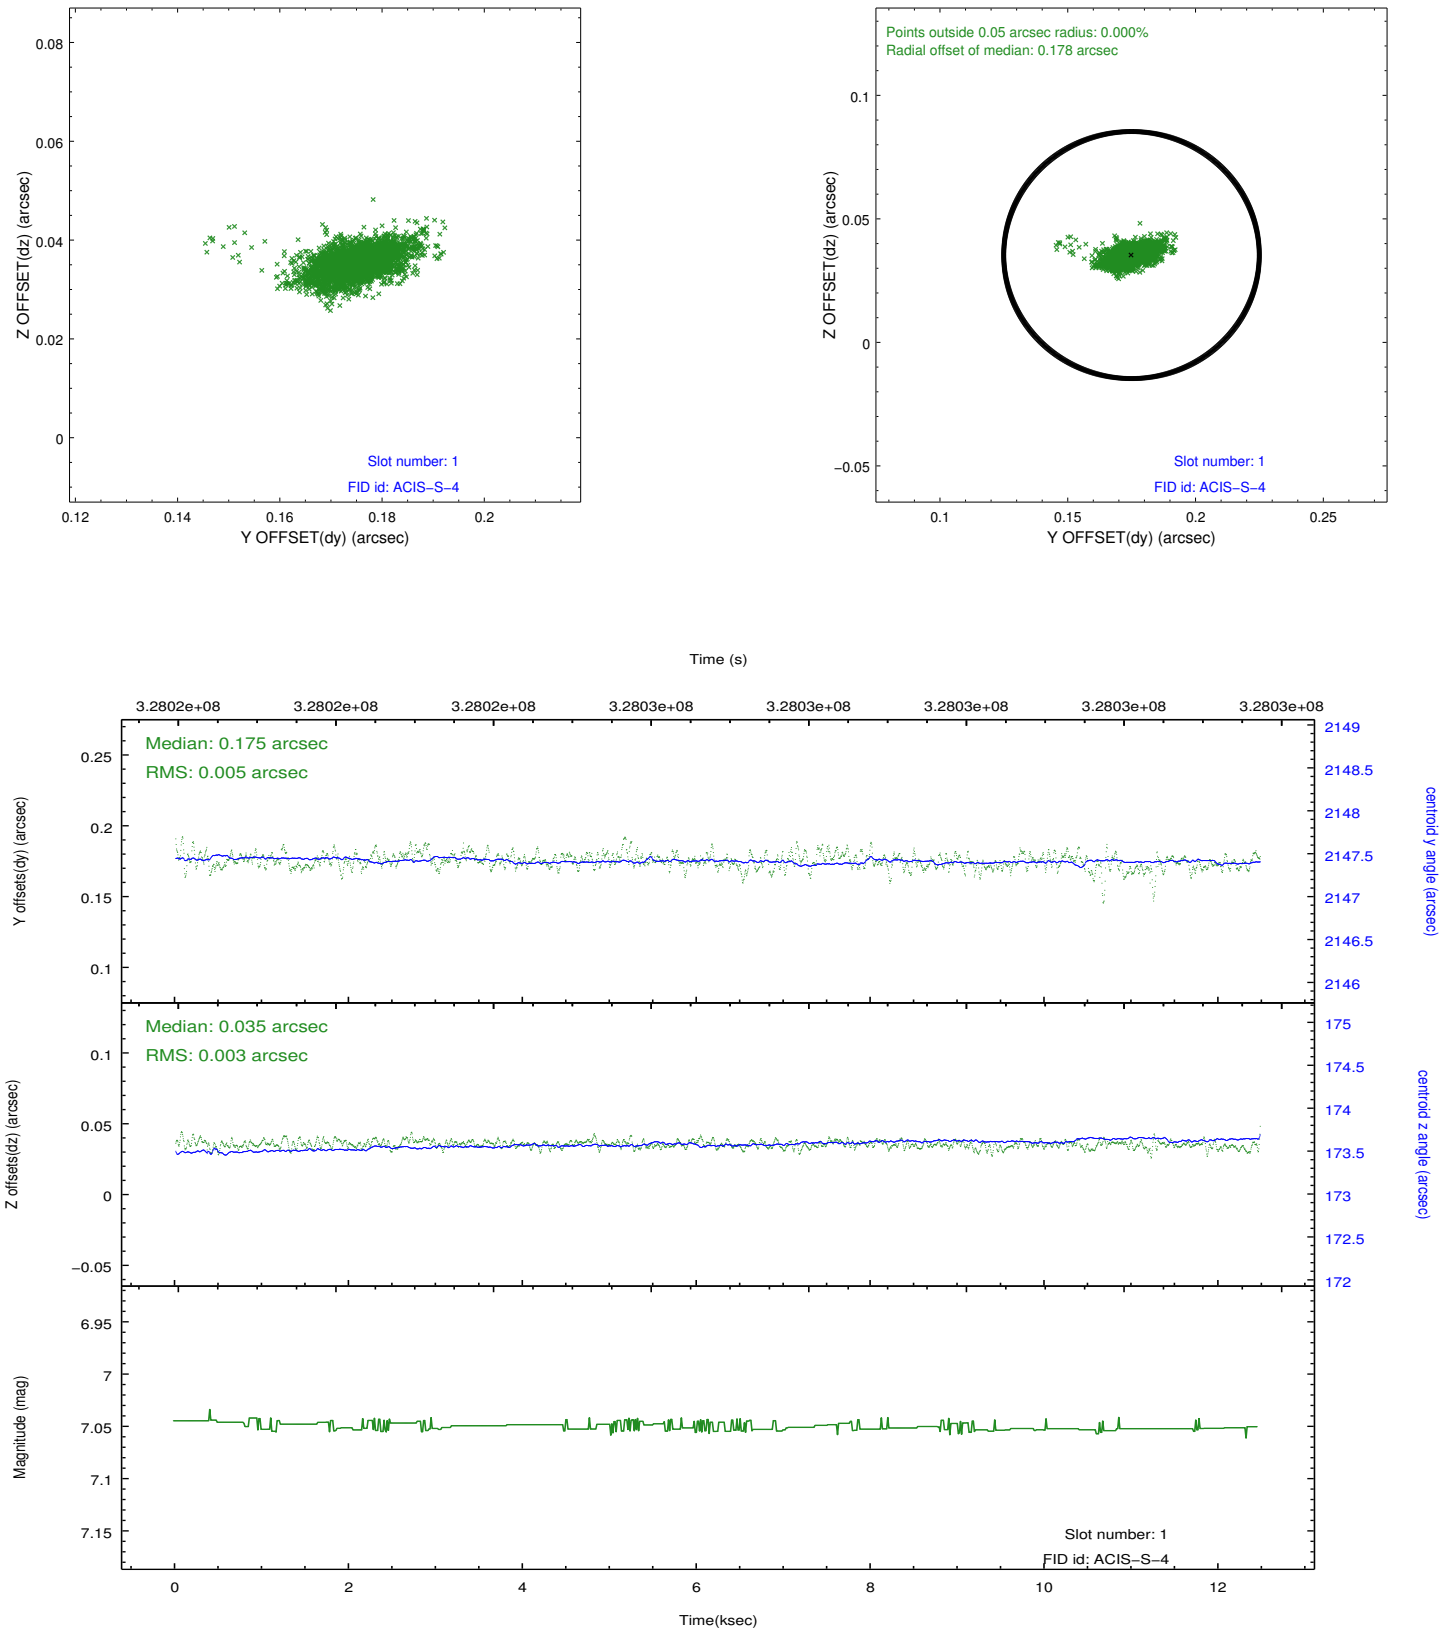 0.08
0.06
0.04
0.02
0
Z OFFSET(dz) (arcsec)
Slot number: 1
FID id: ACIS−S−4
0.12 0.14 0.16 0.18 0.2
Y OFFSET(dy) (arcsec)
Points outside 0.05 arcsec radius: 0.000%
Radial offset of median: 0.178 arcsec
0.1
0.05
0
−0.05
Z OFFSET(dz) (arcsec)
Slot number: 1
FID id: ACIS−S−4
0.1 0.15 0.2 0.25
Y OFFSET(dy) (arcsec)
Time (s)
3.2802e+08 3.2802e+08 3.2802e+08 3.2803e+08 3.2803e+08 3.2803e+08 3.2803e+08 3.2803e+08
Median: 0.175 arcsec
RMS: 0.005 arcsec
0.25
0.2
0.15
0.1
Y offsets(dy) (arcsec)
2149
2148.5
2148
2147.5
2147
2146.5
2146
centroid y angle (arcsec)
Median: 0.035 arcsec
RMS: 0.003 arcsec
0.1
0.05
0
−0.05
Z offsets(dz) (arcsec)
175
174.5
174
173.5
173
172.5
172
centroid z angle (arcsec)
6.95
7
7.05
7.1
7.15
Magnitude (mag)
Slot number: 1
FID id: ACIS−S−4
0 2 4 6 8 10 12
Time(ksec)